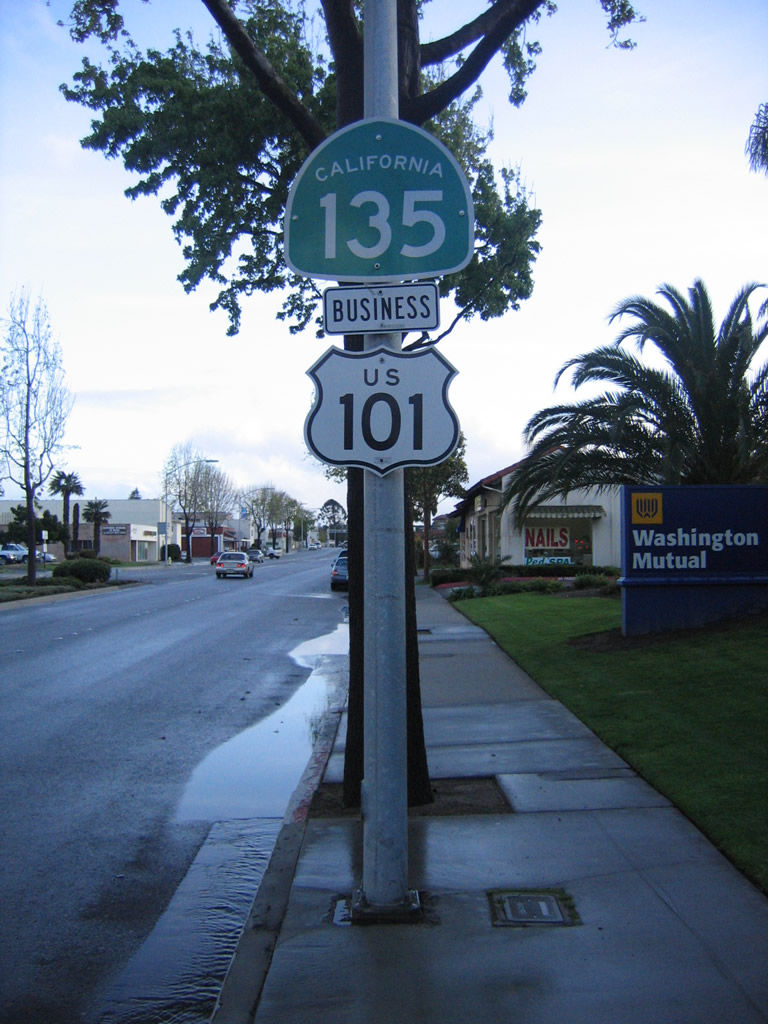 CALIFORNIA
135
BUSINESS
US
101
NAILS
Washington
Mutual